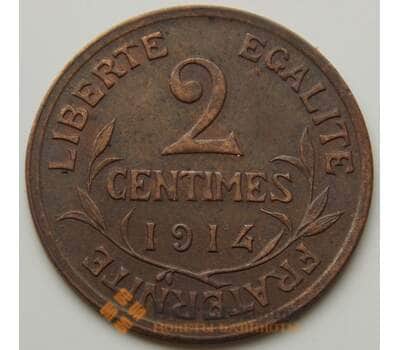 LIBERTE EGALITE FRATERNITE
2
CENTIMES
1914